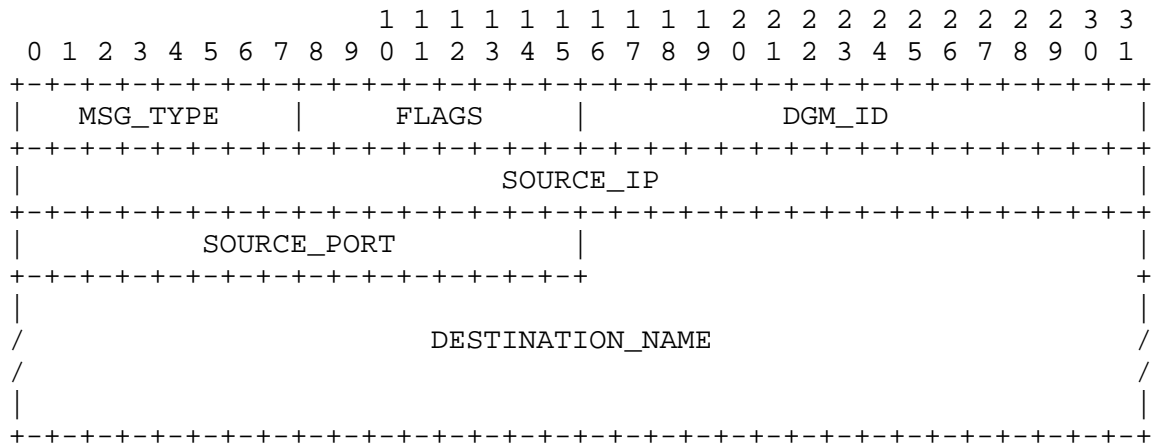 1 1 1 1 1 1 1 1 1 1 2 2 2 2 2 2 2 2 2 2 3 3
 0 1 2 3 4 5 6 7 8 9 0 1 2 3 4 5 6 7 8 9 0 1 2 3 4 5 6 7 8 9 0 1
+-+-+-+-+-+-+-+-+-+-+-+-+-+-+-+-+-+-+-+-+-+-+-+-+-+-+-+-+-+-+-+-+
|   MSG_TYPE    |     FLAGS     |           DGM_ID              |
+-+-+-+-+-+-+-+-+-+-+-+-+-+-+-+-+-+-+-+-+-+-+-+-+-+-+-+-+-+-+-+-+
|                           SOURCE_IP                           |
+-+-+-+-+-+-+-+-+-+-+-+-+-+-+-+-+-+-+-+-+-+-+-+-+-+-+-+-+-+-+-+-+
|          SOURCE_PORT          |                               |
+-+-+-+-+-+-+-+-+-+-+-+-+-+-+-+-+                               +
|                                                               |
/                       DESTINATION_NAME                        /
/                                                               /
|                                                               |
+-+-+-+-+-+-+-+-+-+-+-+-+-+-+-+-+-+-+-+-+-+-+-+-+-+-+-+-+-+-+-+-+